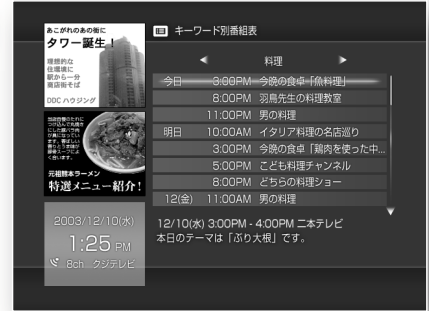 あこがれのあの街に
タワー誕生！
理想的な
住環境に
駅から一分
商店街そば
DDC ハウジング
元祖熊本ラーメン
特選メニュー紹介！
2003/12/10(水)
1:25 PM
8ch クジテレビ
キーワード別番組表
料理
今日 3:00PM 今晩の食卓「魚料理」
8:00PM 羽鳥先生の料理教室
11:00PM 男の料理
明日 10:00AM イタリア料理の名店巡り
3:00PM 今晩の食卓「鶏肉を使った中...
5:00PM こども料理チャンネル
8:00PM どちらの料理ショー
12(金) 11:00AM 男の料理
12/10(水) 3:00PM - 4:00PM 二本テレビ
本日のテーマは「ぶり大根」です。